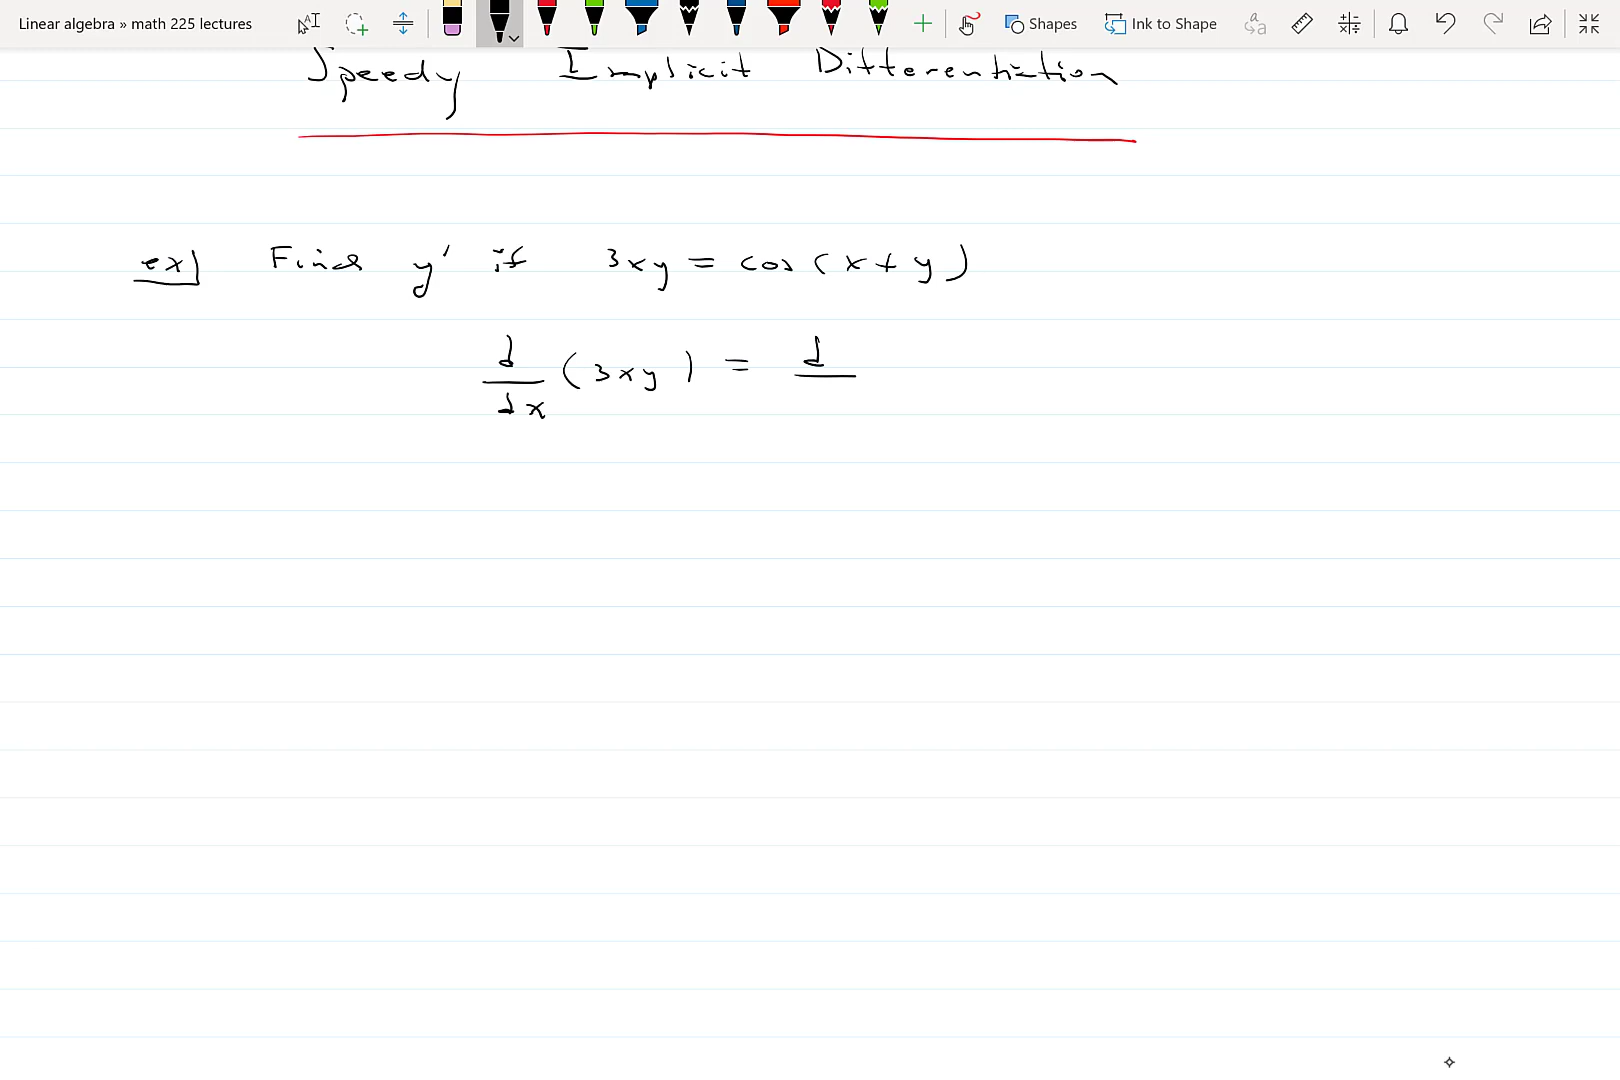 Linear algebra » math 225 lectures
Shapes
Ink to Shape
Speedy Implicit Differentiation
ex) Find y' if 3xy = cos(x+y)
d/dx (3xy) = d/